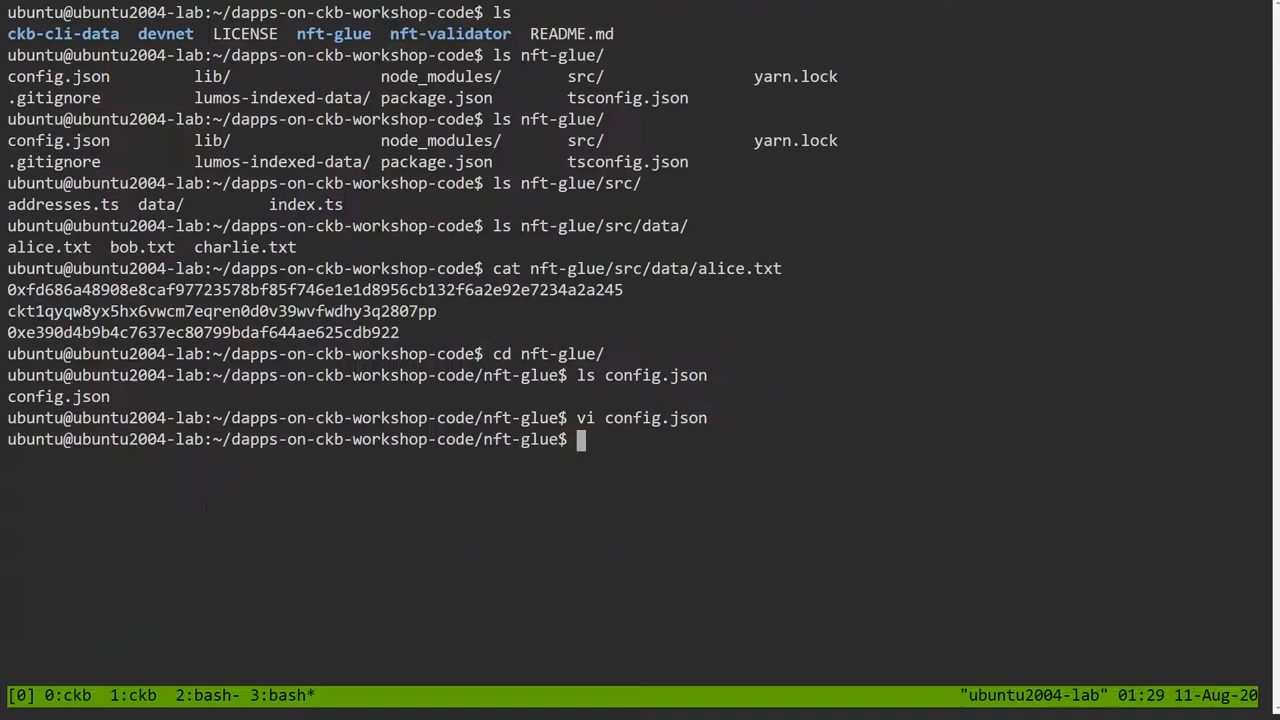 ubuntu@ubuntu2004-lab:~/dapps-on-ckb-workshop-code$ ls
ckb-cli-data  devnet  LICENSE  nft-glue  nft-validator  README.md
ubuntu@ubuntu2004-lab:~/dapps-on-ckb-workshop-code$ ls nft-glue/
config.json         lib/                node_modules/       src/                yarn.lock
.gitignore          lumos-indexed-data/ package.json        tsconfig.json
ubuntu@ubuntu2004-lab:~/dapps-on-ckb-workshop-code$ ls nft-glue/
config.json         lib/                node_modules/       src/                yarn.lock
.gitignore          lumos-indexed-data/ package.json        tsconfig.json
ubuntu@ubuntu2004-lab:~/dapps-on-ckb-workshop-code$ ls nft-glue/src/
addresses.ts  data/         index.ts
ubuntu@ubuntu2004-lab:~/dapps-on-ckb-workshop-code$ ls nft-glue/src/data/
alice.txt  bob.txt  charlie.txt
ubuntu@ubuntu2004-lab:~/dapps-on-ckb-workshop-code$ cat nft-glue/src/data/alice.txt
0xfd686a48908e8caf97723578bf85f746e1e1d8956cb132f6a2e92e7234a2a245
ckt1qyqw8yx5hx6vwcm7eqren0d0v39wvfwdhy3q2807pp
0xe390d4b9b4c7637ec80799bdaf644ae625cdb922
ubuntu@ubuntu2004-lab:~/dapps-on-ckb-workshop-code$ cd nft-glue/
ubuntu@ubuntu2004-lab:~/dapps-on-ckb-workshop-code/nft-glue$ ls config.json
config.json
ubuntu@ubuntu2004-lab:~/dapps-on-ckb-workshop-code/nft-glue$ vi config.json
ubuntu@ubuntu2004-lab:~/dapps-on-ckb-workshop-code/nft-glue$
[0] 0:ckb  1:ckb  2:bash- 3:bash*  "ubuntu2004-lab" 01:29 11-Aug-20